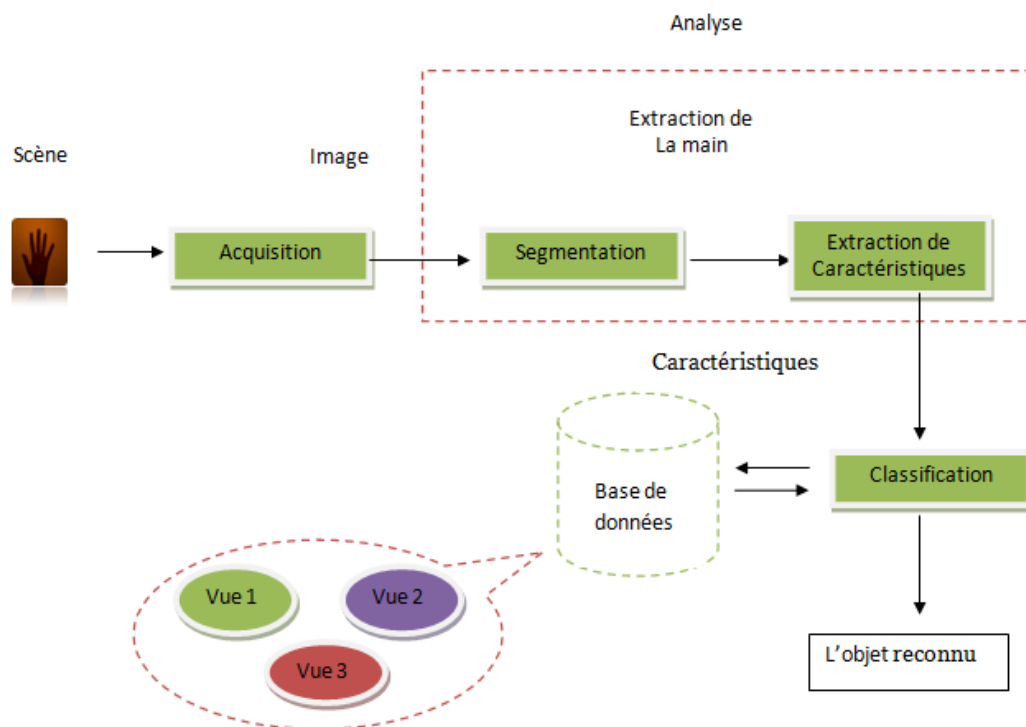 Analyse
Extraction de
La main
Scène
Image
Acquisition
Segmentation
Extraction de
Caractéristiques
Caractéristiques
Base de
données
Classification
Vue 1
Vue 2
Vue 3
L'objet reconnu